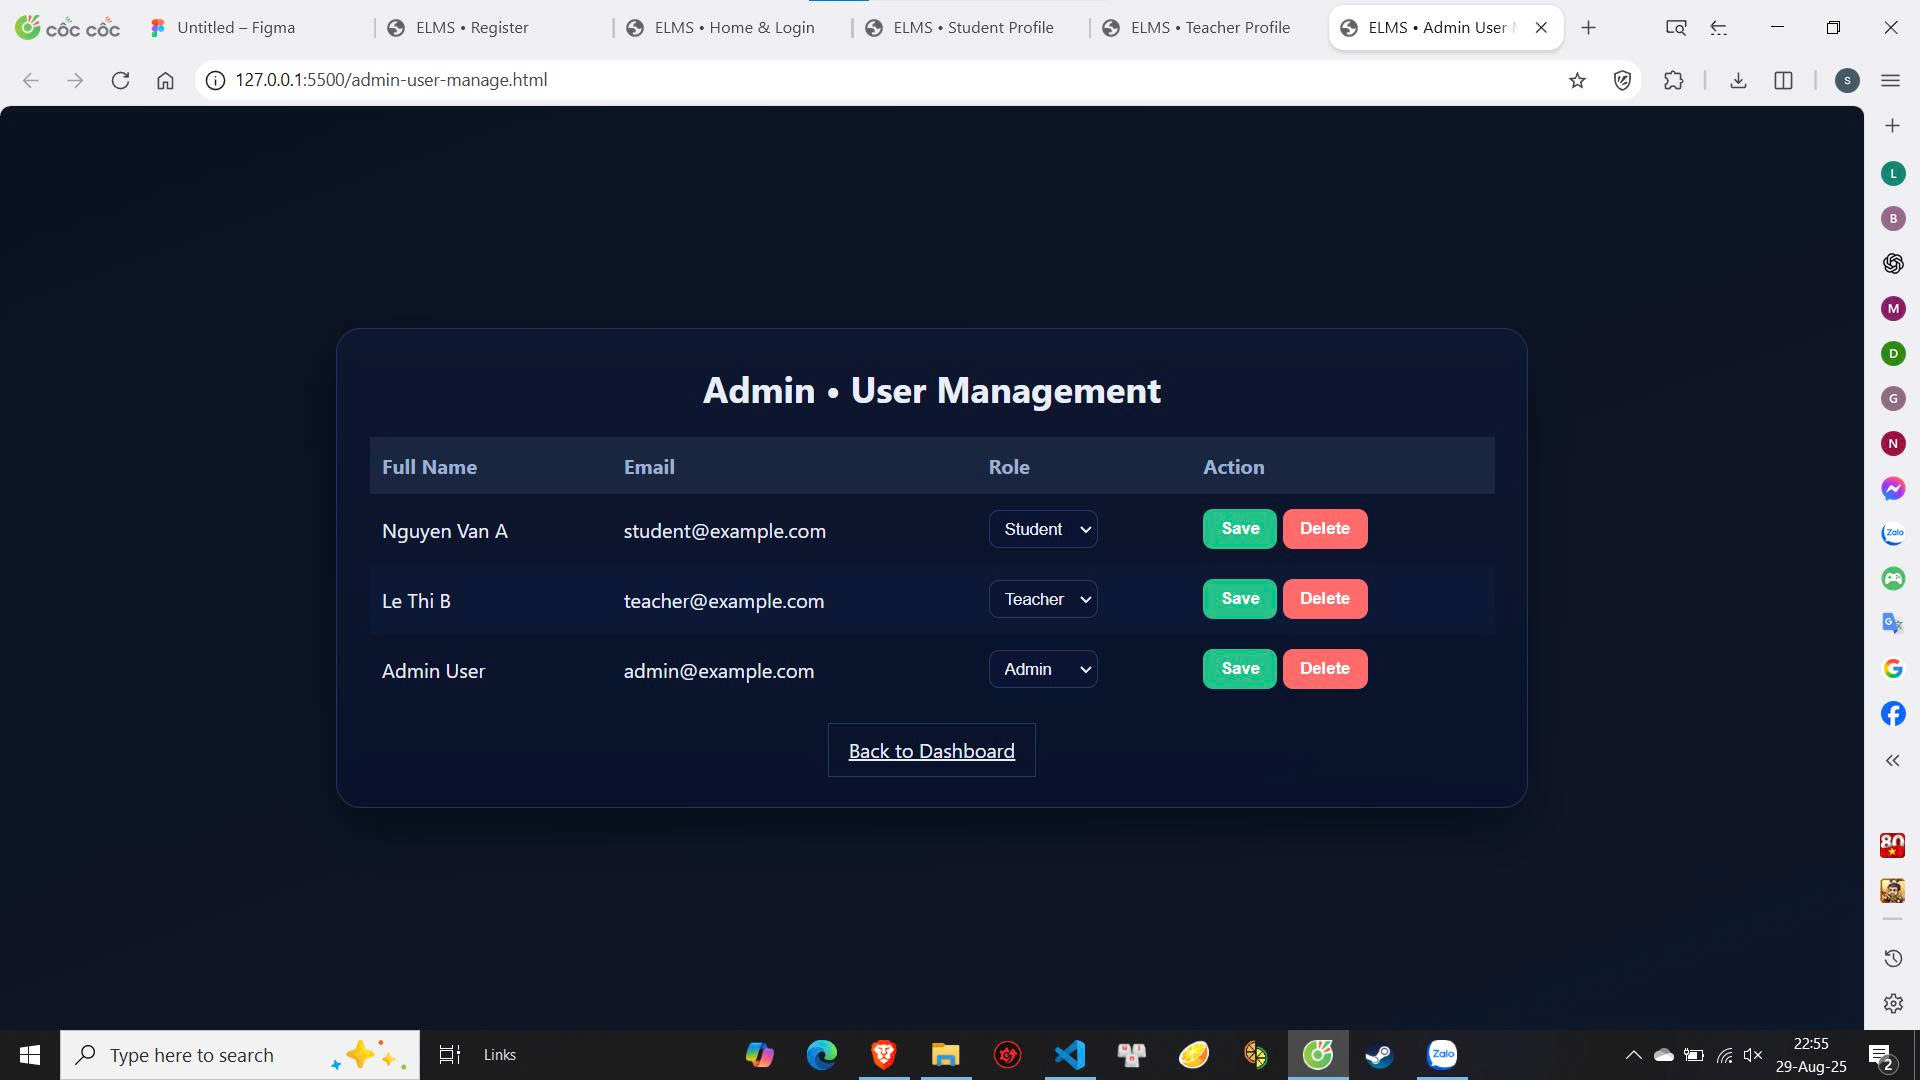 cốc cốc
Untitled – Figma
ELMS • Register
ELMS • Home & Login
ELMS • Student Profile
ELMS • Teacher Profile
ELMS • Admin User
127.0.0.1:5500/admin-user-manage.html
S
L
B
M
D
G
N
Zalo
80
Admin • User Management
Full Name Email Role Action
Nguyen Van A student@example.com Student Save Delete
Le Thi B teacher@example.com Teacher Save Delete
Admin User admin@example.com Admin Save Delete
Back to Dashboard
Type here to search
Links
Zalo
22:55
29-Aug-25
2